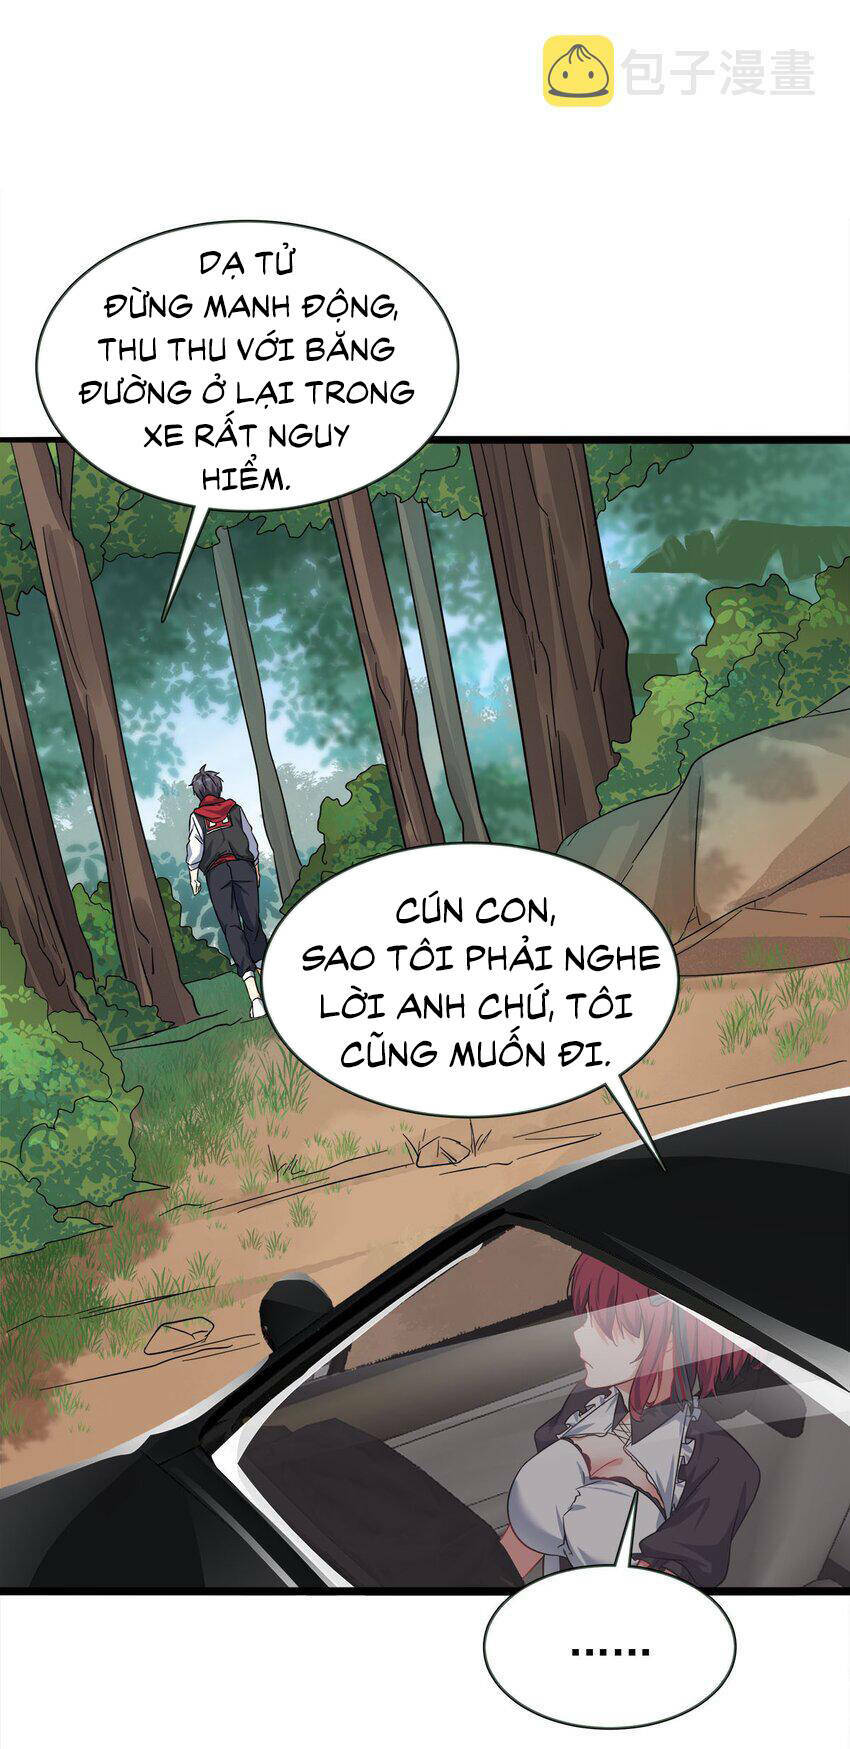 包子漫畫
DẠ TỬ
ĐỪNG MANH ĐỘNG,
THU THU VỚI BĂNG
ĐƯỜNG Ở LẠI TRONG
XE RẤT NGUY
HIỂM.
CÚN CON,
SAO TÔI PHẢI NGHE
LỜI ANH CHỨ, TÔI
CŨNG MUỐN ĐI.
......